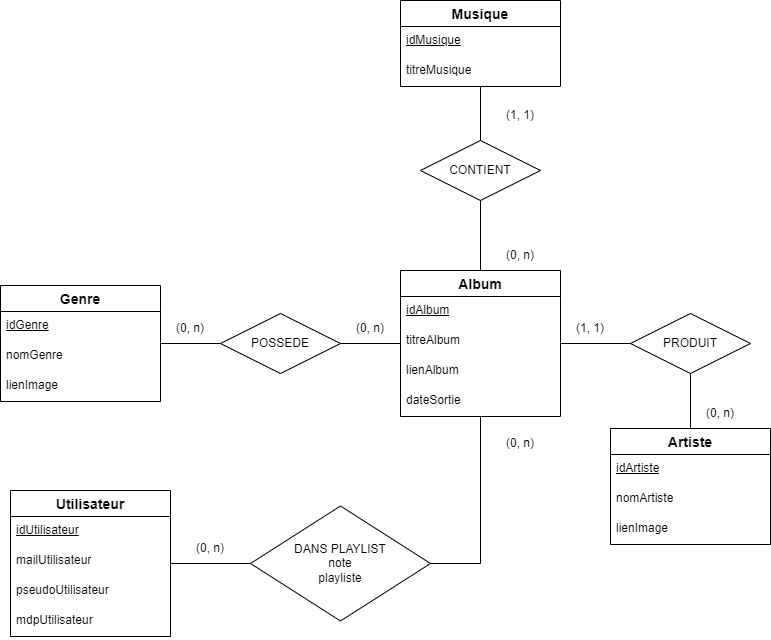 Musique
idMusique
titreMusique
(1, 1)
CONTIENT
(0, n)
Genre
idGenre
nomGenre
lienImage
(0, n)
POSSEDE
(0, n)
Album
idAlbum
titreAlbum
lienAlbum
dateSortie
(1, 1)
PRODUIT
(0, n)
Artiste
idArtiste
nomArtiste
lienImage
(0, n)
Utilisateur
idUtilisateur
mailUtilisateur
pseudoUtilisateur
mdpUtilisateur
(0, n)
DANS PLAYLIST
note
playliste